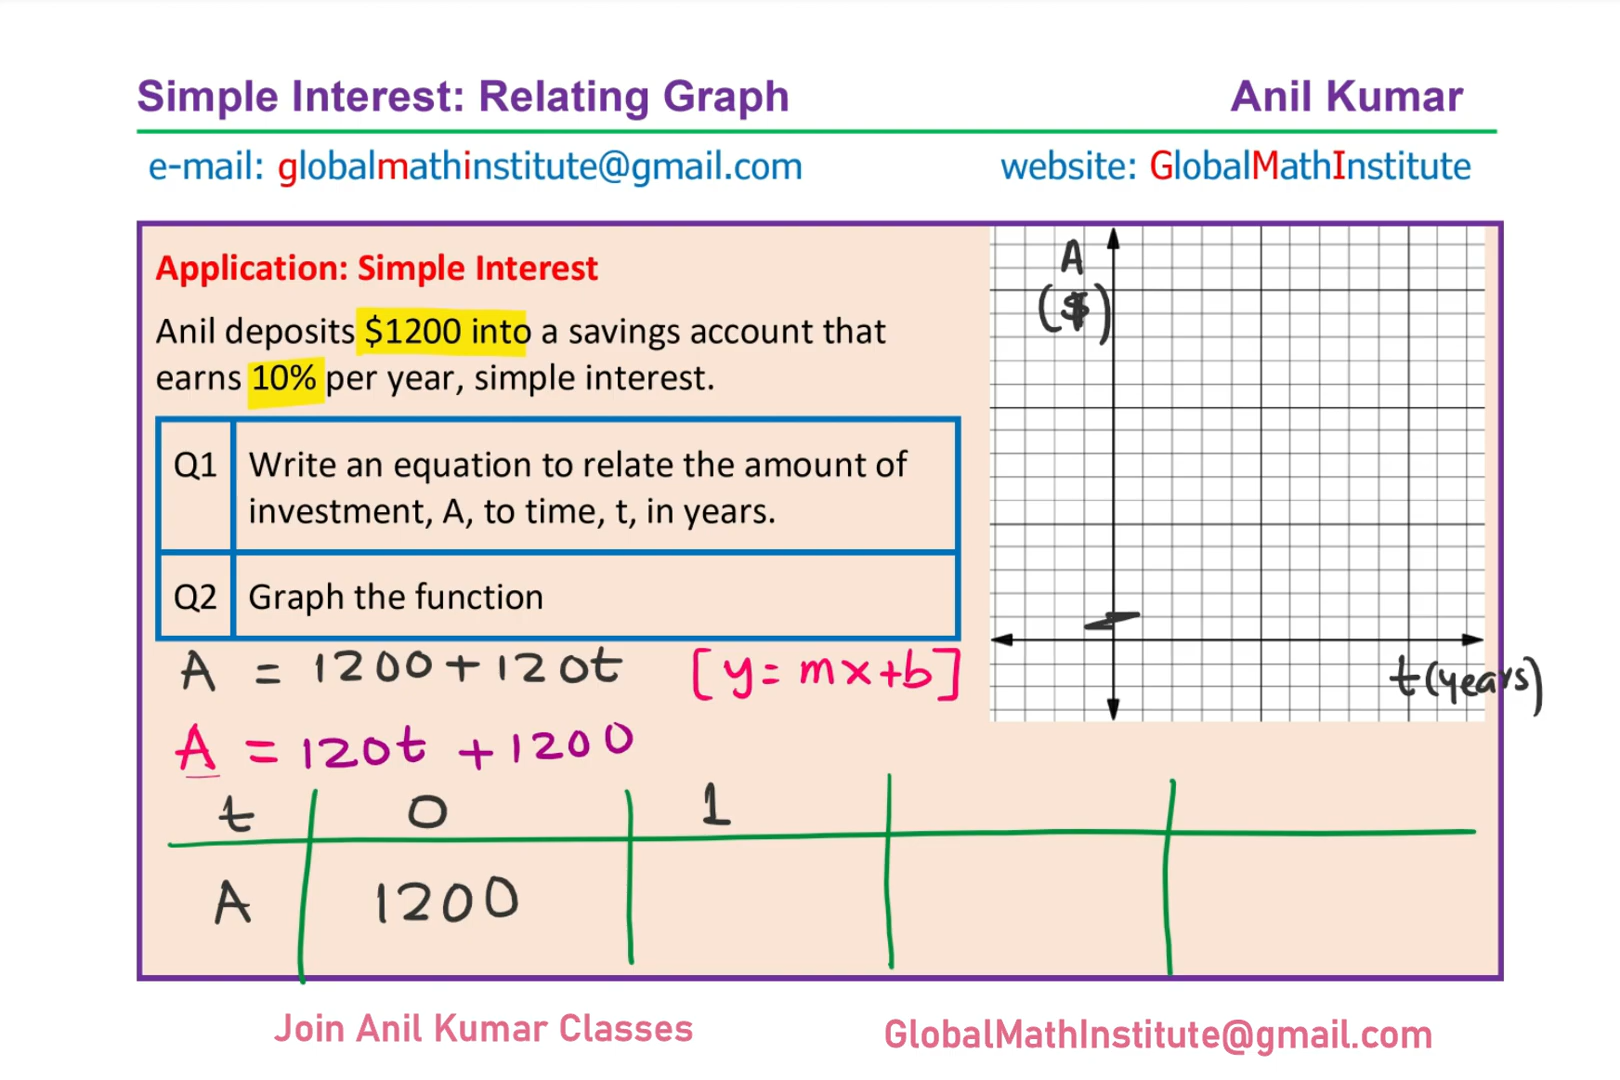 Simple Interest: Relating Graph Anil Kumar
e-mail: globalmathinstitute@gmail.com website: GlobalMathInstitute
Application: Simple Interest
Anil deposits $1200 into a savings account that
earns 10% per year, simple interest.
Q1 Write an equation to relate the amount of
investment, A, to time, t, in years.
Q2 Graph the function
A
($)
t(years)
A = 1200+120t [y=mx+b]
A = 120t +1200
t 0 1
A 1200
Join Anil Kumar Classes GlobalMathInstitute@gmail.com